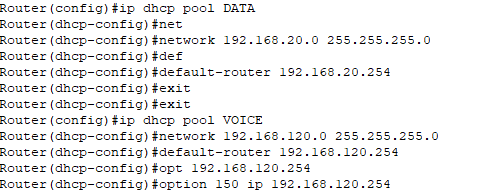 Router(config)#ip dhcp pool DATA
Router(dhcp-config)#net
Router(dhcp-config)#network 192.168.20.0 255.255.255.0
Router(dhcp-config)#def
Router(dhcp-config)#default-router 192.168.20.254
Router(dhcp-config)#exit
Router(dhcp-config)#exit
Router(config)#ip dhcp pool VOICE
Router(dhcp-config)#network 192.168.120.0 255.255.255.0
Router(dhcp-config)#default-router 192.168.120.254
Router(dhcp-config)#opt 192.168.120.254
Router(dhcp-config)#option 150 ip 192.168.120.254